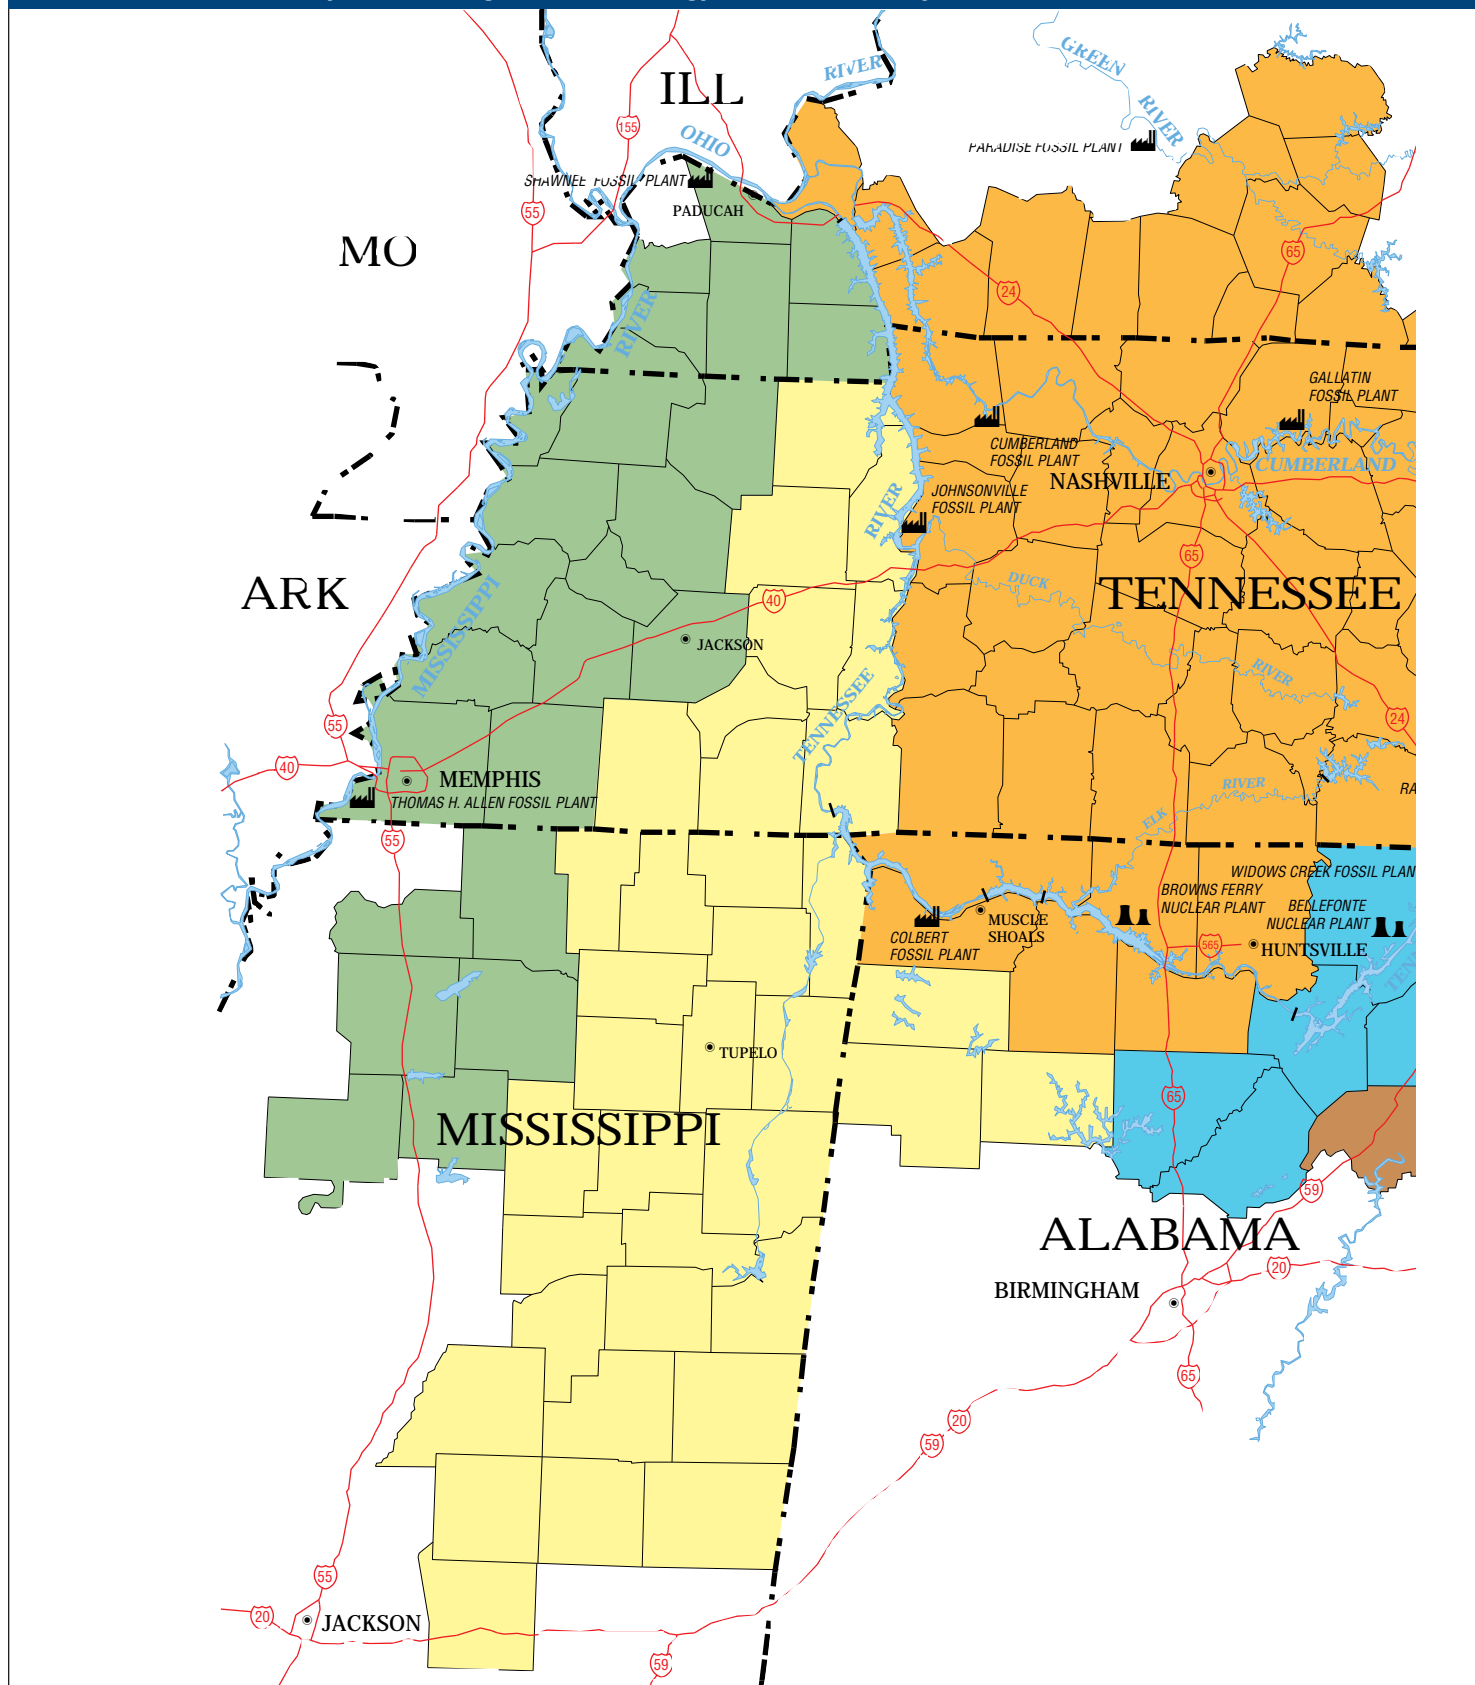 ILL
RIVER
GREEN
RIVER
OHIO
155
PARADISE FOSSIL PLANT
SHAWNEE FOSSIL PLANT
PADUCAH
55
MO
65
24
RIVER
GALLATIN
FOSSIL PLANT
CUMBERLAND
FOSSIL PLANT
CUMBERLAND
NASHVILLE
JOHNSONVILLE
FOSSIL PLANT
RIVER
65
DUCK
ARK
TENNESSEE
MISSISSIPPI
40
JACKSON
RIVER
TENNESSEE
55
24
40
MEMPHIS
THOMAS H. ALLEN FOSSIL PLANT
RIVER
RA
ELK
55
WIDOWS CREEK FOSSIL PLAN
BROWNS FERRY
NUCLEAR PLANT
BELLEFONTE
NUCLEAR PLANT
MUSCLE
SHOALS
COLBERT
FOSSIL PLANT
565
HUNTSVILLE
TENN
TUPELO
65
MISSISSIPPI
59
ALABAMA
20
BIRMINGHAM
65
20
59
55
20
JACKSON
59